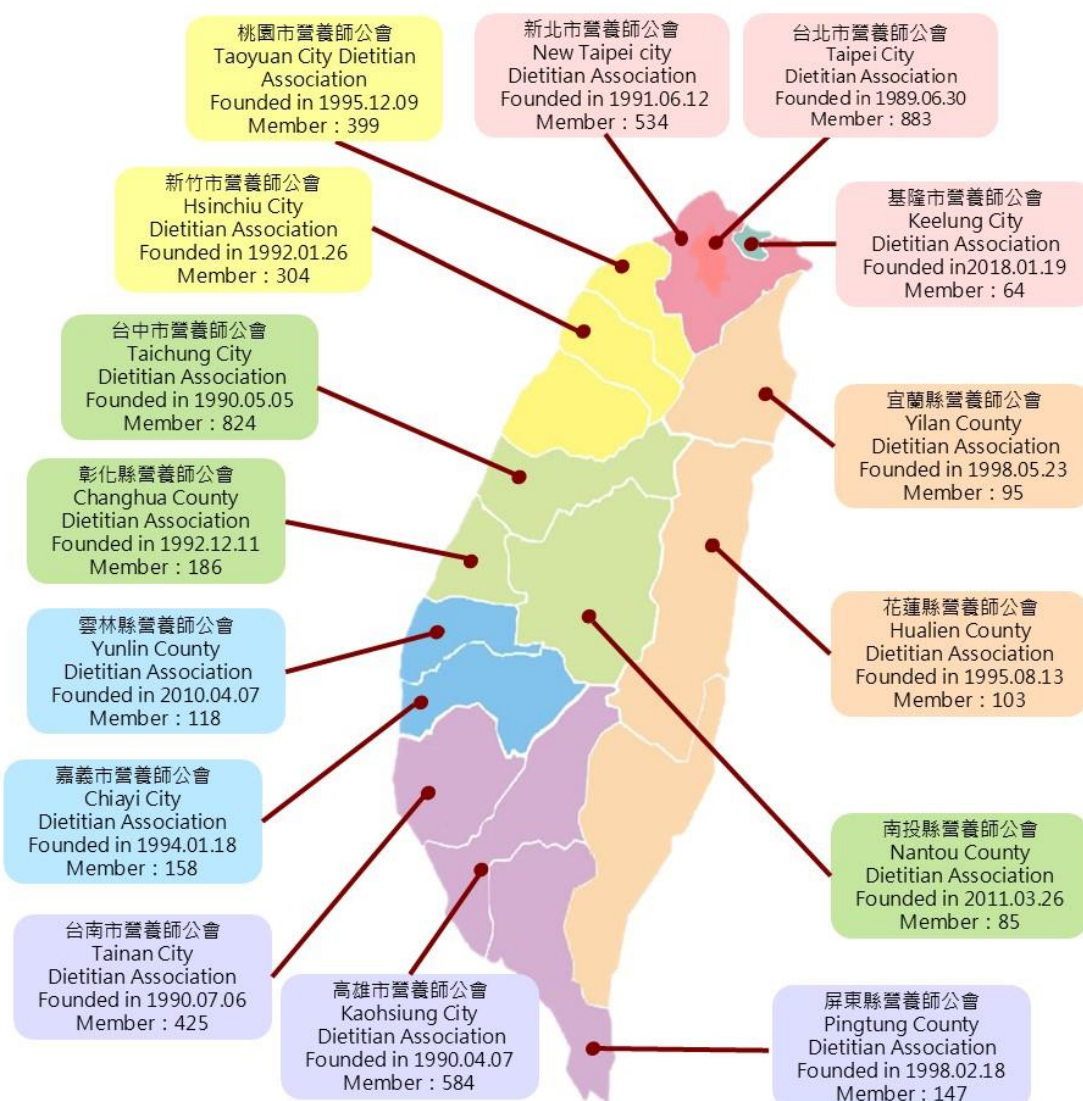 桃園市營養師公會
Taoyuan City Dietitian
Association
Founded in 1995.12.09
Member：399
新北市營養師公會
New Taipei city
Dietitian Association
Founded in 1991.06.12
Member：534
台北市營養師公會
Taipei City
Dietitian Association
Founded in 1989.06.30
Member：883
新竹市營養師公會
Hsinchiu City
Dietitian Association
Founded in 1992.01.26
Member：304
基隆市營養師公會
Keelung City
Dietitian Association
Founded in2018.01.19
Member：64
台中市營養師公會
Taichung City
Dietitian Association
Founded in 1990.05.05
Member：824
宜蘭縣營養師公會
Yilan County
Dietitian Association
Founded in 1998.05.23
Member：95
彰化縣營養師公會
Changhua County
Dietitian Association
Founded in 1992.12.11
Member：186
花蓮縣營養師公會
Hualien County
Dietitian Association
Founded in 1995.08.13
Member：103
雲林縣營養師公會
Yunlin County
Dietitian Association
Founded in 2010.04.07
Member：118
嘉義市營養師公會
Chiayi City
Dietitian Association
Founded in 1994.01.18
Member：158
南投縣營養師公會
Nantou County
Dietitian Association
Founded in 2011.03.26
Member：85
台南市營養師公會
Tainan City
Dietitian Association
Founded in 1990.07.06
Member：425
高雄市營養師公會
Kaohsiung City
Dietitian Association
Founded in 1990.04.07
Member：584
屏東縣營養師公會
Pingtung County
Dietitian Association
Founded in 1998.02.18
Member：147